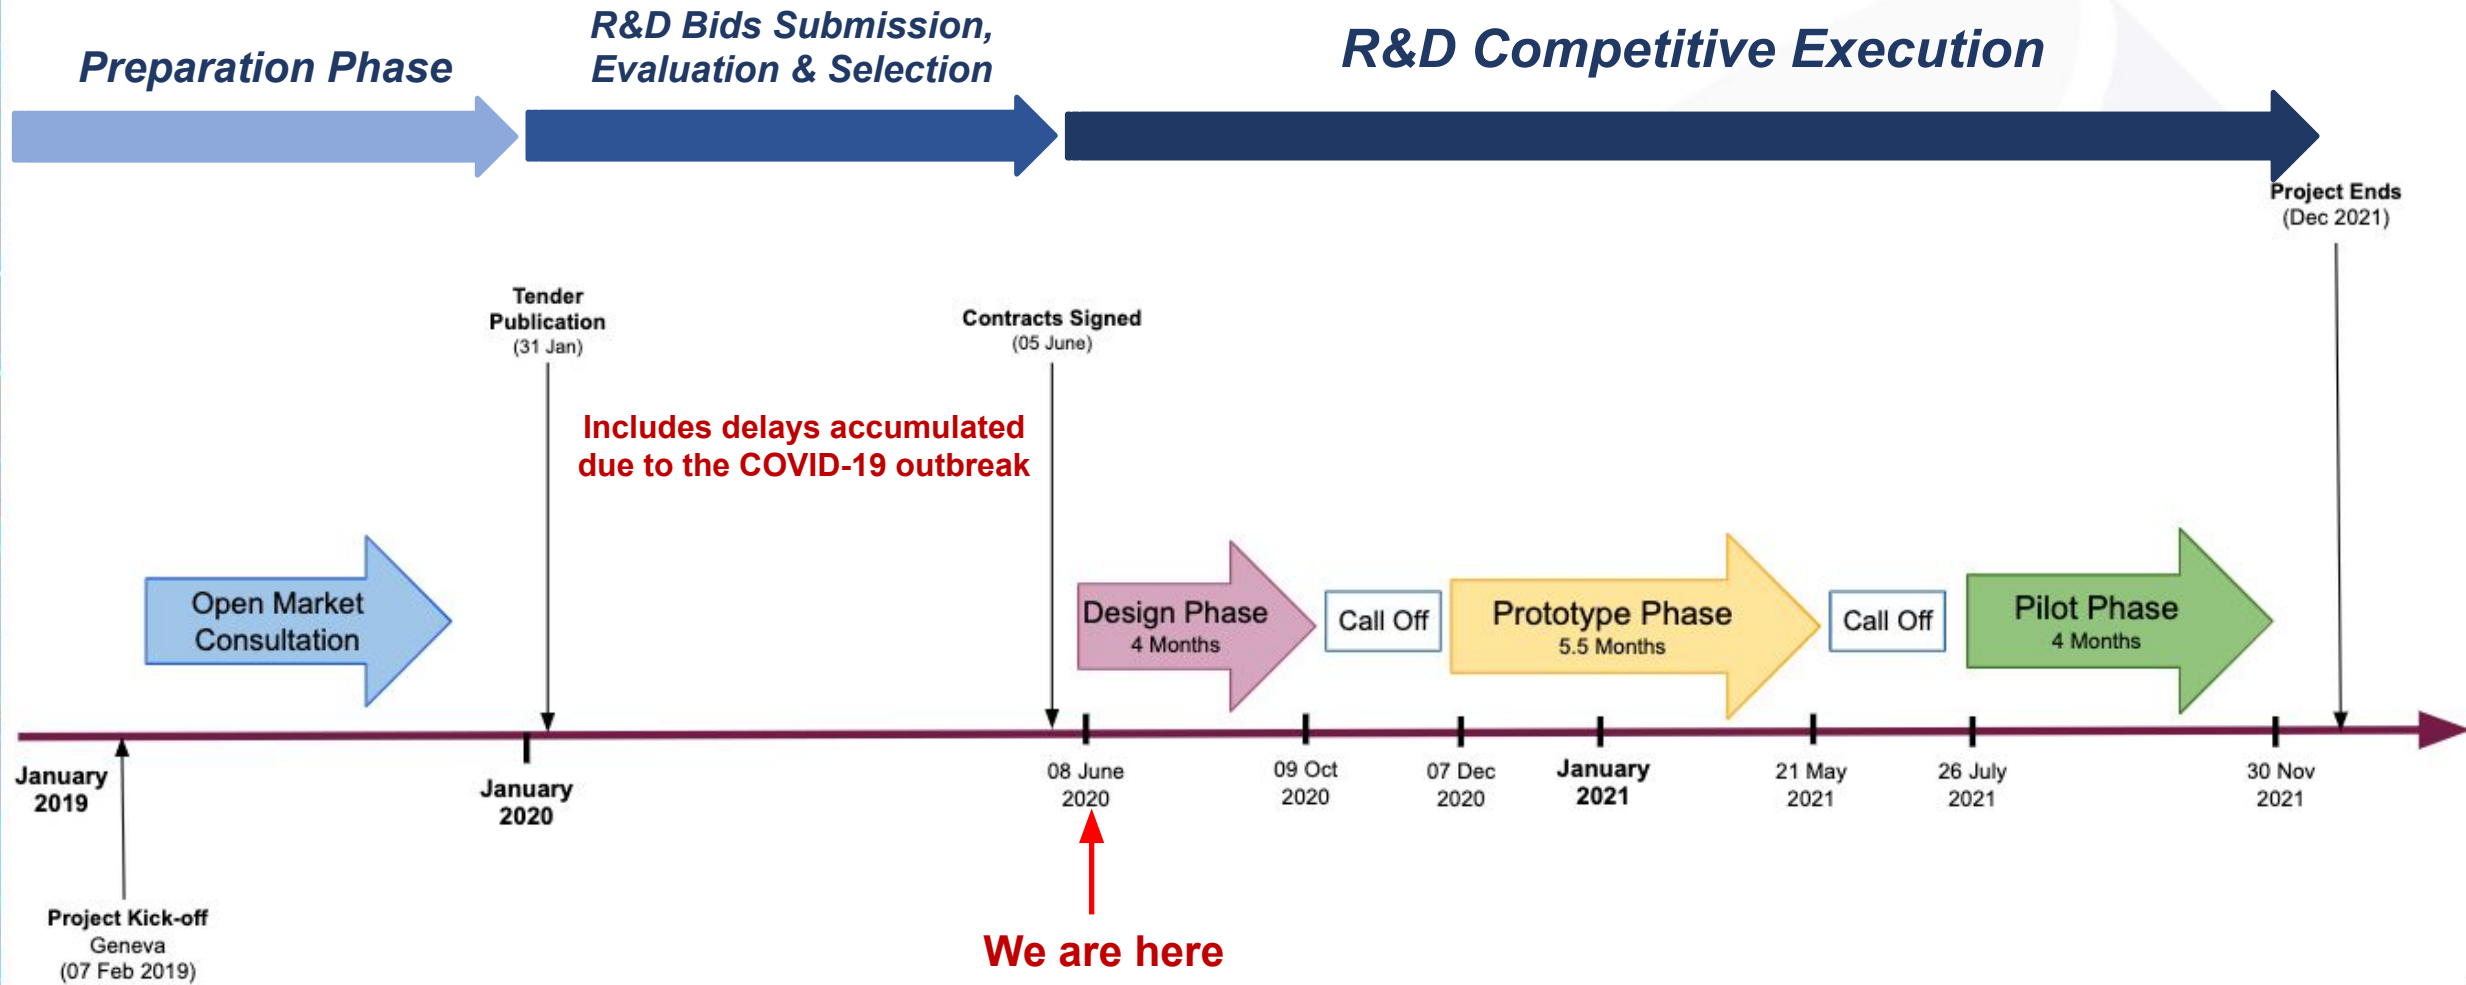 Preparation Phase
R&D Bids Submission,
Evaluation & Selection
R&D Competitive Execution
Project Ends
(Dec 2021)
Tender
Publication
(31 Jan)
Contracts Signed
(05 June)
Includes delays accumulated
due to the COVID-19 outbreak
Open Market
Consultation
Design Phase
4 Months
Call Off
Prototype Phase
5.5 Months
Call Off
Pilot Phase
4 Months
January
2019
January
2020
08 June
2020
09 Oct
2020
07 Dec
2020
January
2021
21 May
2021
26 July
2021
30 Nov
2021
Project Kick-off
Geneva
(07 Feb 2019)
We are here